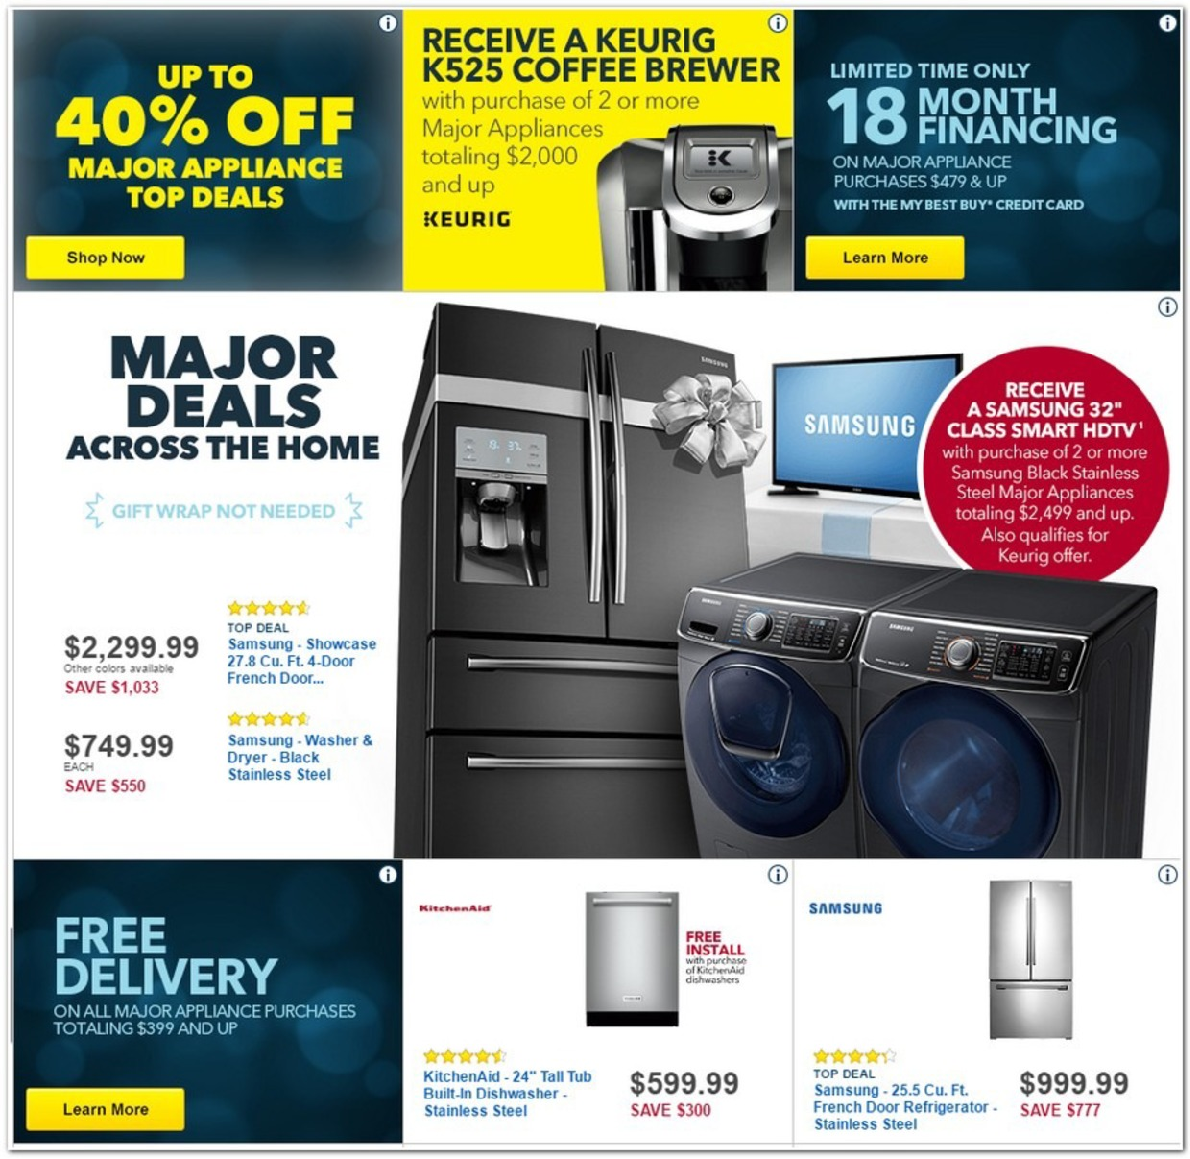 UP TO
40% OFF
MAJOR APPLIANCE
TOP DEALS
Shop Now
RECEIVE A KEURIG
K525 COFFEE BREWER
with purchase of 2 or more
Major Appliances
totaling $2,000
and up
KEURIG
LIMITED TIME ONLY
18 MONTH
FINANCING
ON MAJOR APPLIANCE
PURCHASES $479 & UP
WITH THE MY BEST BUY® CREDIT CARD
Learn More
MAJOR
DEALS
ACROSS THE HOME
GIFT WRAP NOT NEEDED
SAMSUNG
SAMSUNG
RECEIVE
A SAMSUNG 32"
CLASS SMART HDTV¹
with purchase of 2 or more
Samsung Black Stainless
Steel Major Appliances
totaling $2,499 and up.
Also qualifies for
Keurig offer.
$2,299.99
Other colors available
SAVE $1,033
TOP DEAL
Samsung - Showcase
27.8 Cu. Ft. 4-Door
French Door...
$749.99
EACH
SAVE $550
Samsung - Washer &
Dryer - Black
Stainless Steel
SAMSUNG
SAMSUNG
FREE
DELIVERY
ON ALL MAJOR APPLIANCE PURCHASES
TOTALING $399 AND UP
Learn More
KitchenAid
FREE
INSTALL
with purchase
of KitchenAid
dishwashers
KitchenAid - 24" Tall Tub
Built-In Dishwasher -
Stainless Steel
$599.99
SAVE $300
SAMSUNG
TOP DEAL
Samsung - 25.5 Cu. Ft.
French Door Refrigerator -
Stainless Steel
$999.99
SAVE $777